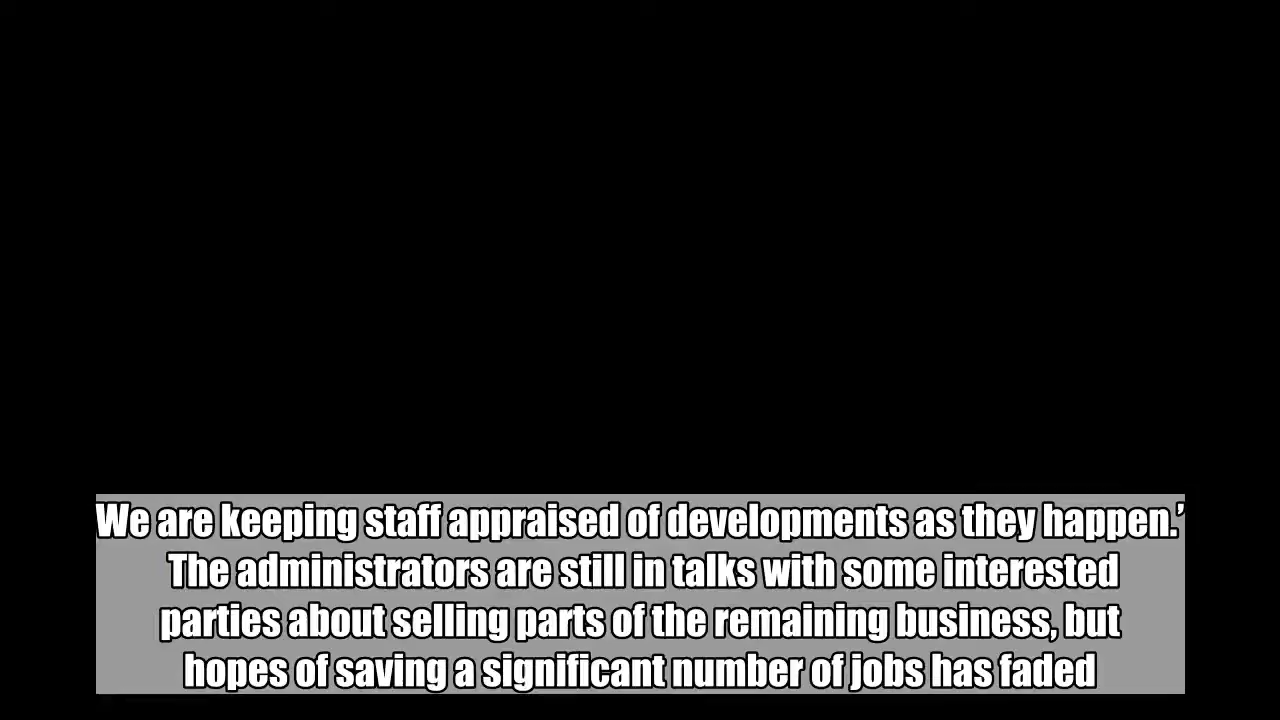 We are keeping staff appraised of developments as they happen.’
The administrators are still in talks with some interested
parties about selling parts of the remaining business, but
hopes of saving a significant number of jobs has faded